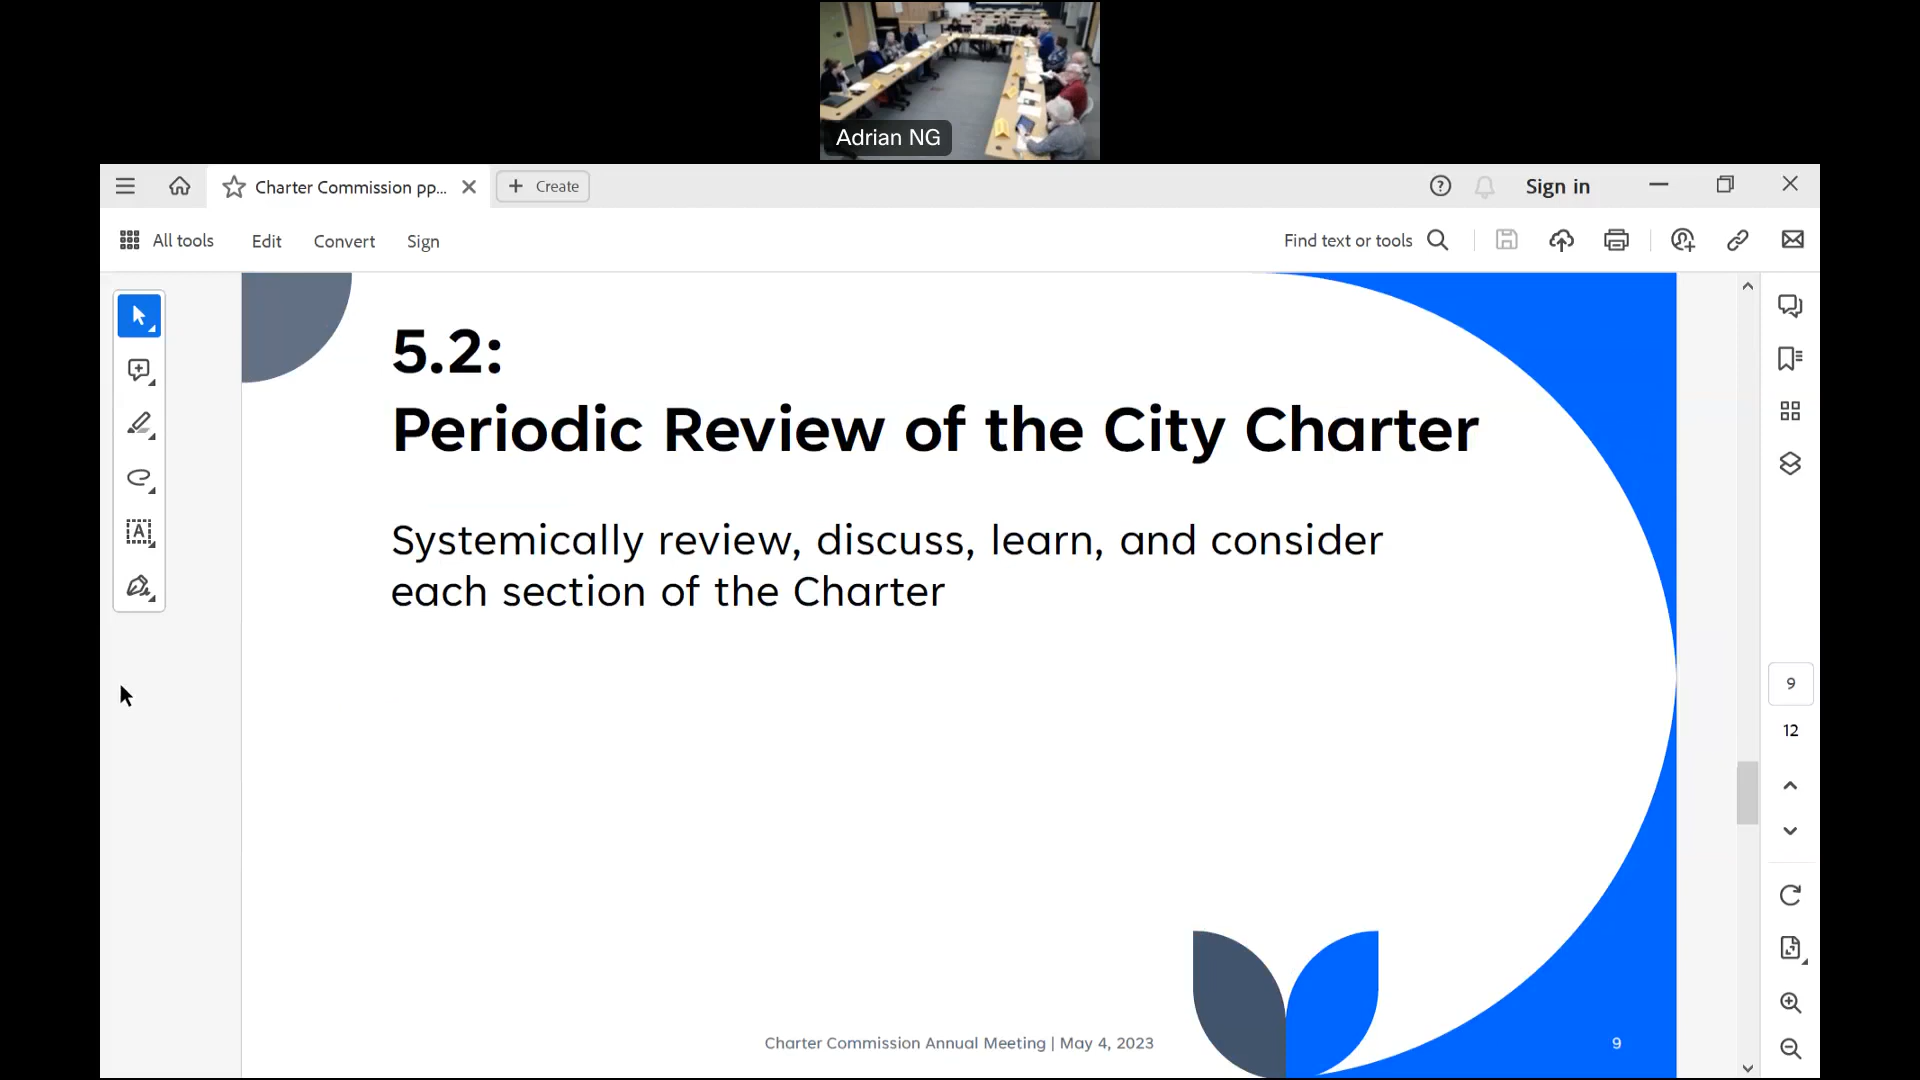 Adrian NG
Charter Commission pp...
Create
Sign in
All tools
Edit
Convert
Sign
Find text or tools
5.2:
Periodic Review of the City Charter
Systemically review, discuss, learn, and consider
each section of the Charter
9
12
Charter Commission Annual Meeting | May 4, 2023
9